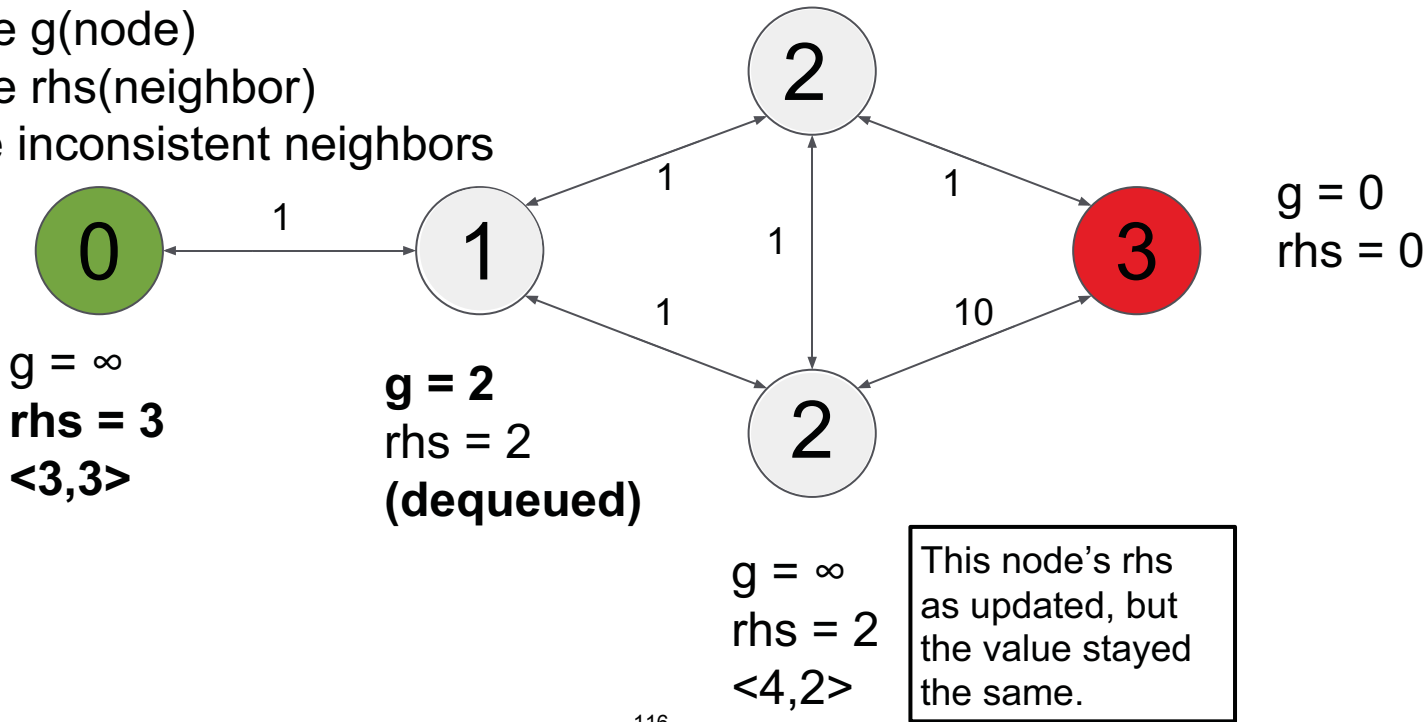 e g(node)
e rhs(neighbor)
e inconsistent neighbors
2
1
1
g = 0
rhs = 0
1
0
1
1
3
1
10
g = ∞
rhs = 3
<3,3>
g = 2
rhs = 2
(dequeued)
2
g = ∞
rhs = 2
<4,2>
This node’s rhs
as updated, but
the value stayed
the same.